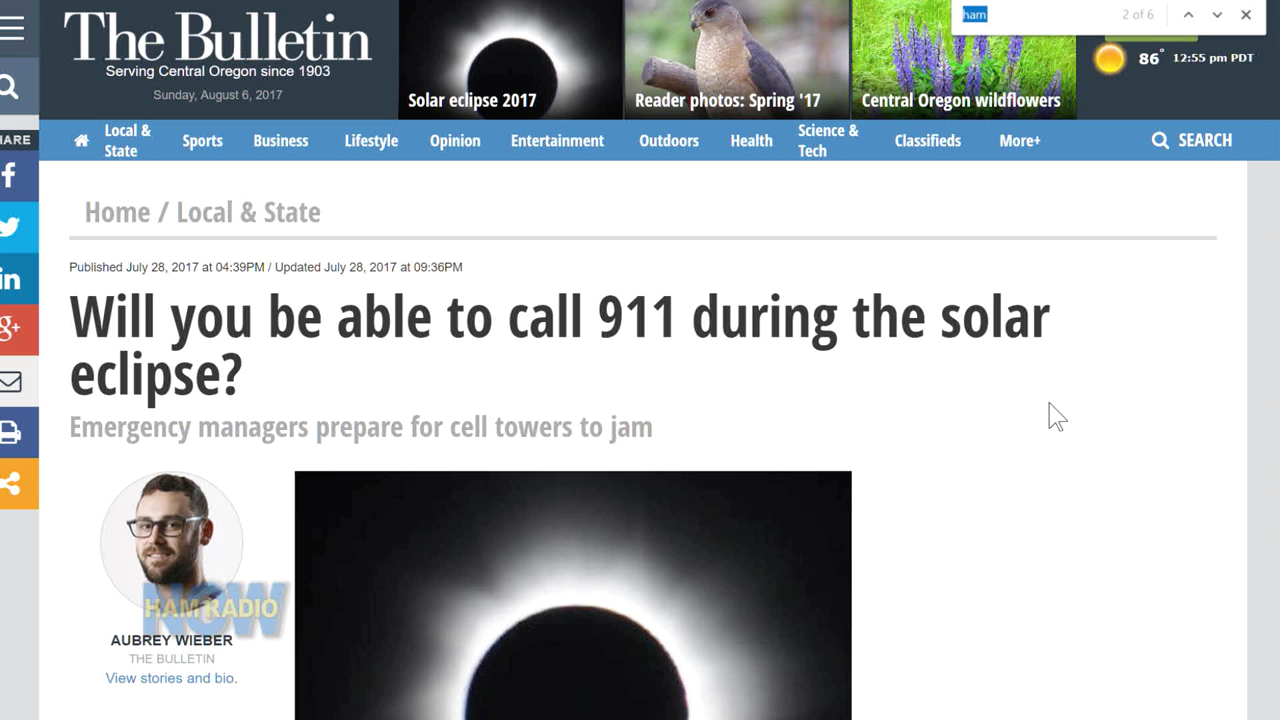 The Bulletin
Serving Central Oregon since 1903
Sunday, August 6, 2017
Solar eclipse 2017
Reader photos: Spring '17
Central Oregon wildflowers
ham
2 of 6
86°
12:55 pm PDT
HARE
Local &
State
Sports
Business
Lifestyle
Opinion
Entertainment
Outdoors
Health
Science &
Tech
Classifieds
More+
SEARCH
Home / Local & State
Published July 28, 2017 at 04:39PM / Updated July 28, 2017 at 09:36PM
Will you be able to call 911 during the solar
eclipse?
Emergency managers prepare for cell towers to jam
HAM RADIO
NOW
AUBREY WIEBER
THE BULLETIN
View stories and bio.
f
in
g+